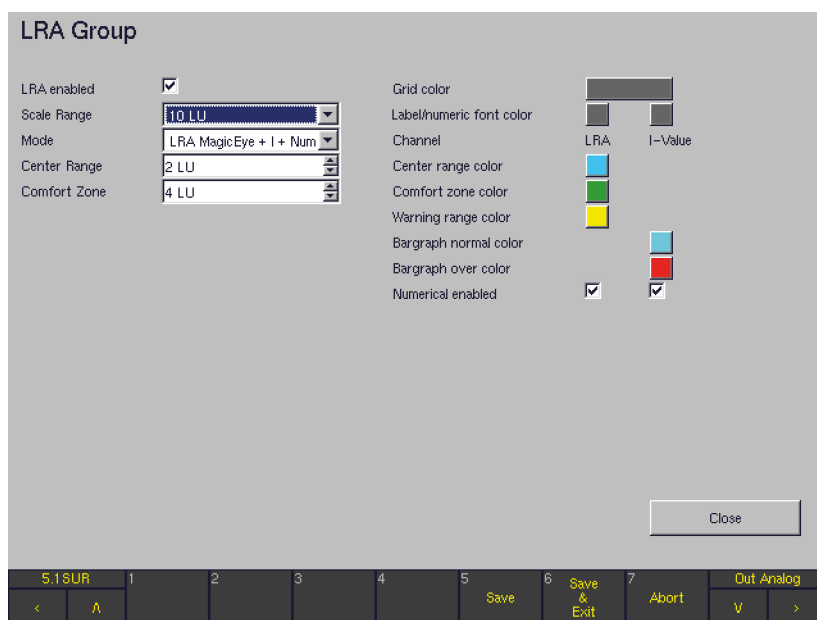 LRA Group
LRA enabled
Scale Range 10 LU
Mode LRA MagicEye + I + Num
Center Range 2 LU
Comfort Zone 4 LU
Grid color
Label/numeric font color
Channel LRA I-Value
Center range color
Comfort zone color
Warning range color
Bargraph normal color
Bargraph over color
Numerical enabled
Close
5.1SUR 1 2 3 4 5 Save 6 Save & Exit 7 Abort Out Analog
< Λ V >